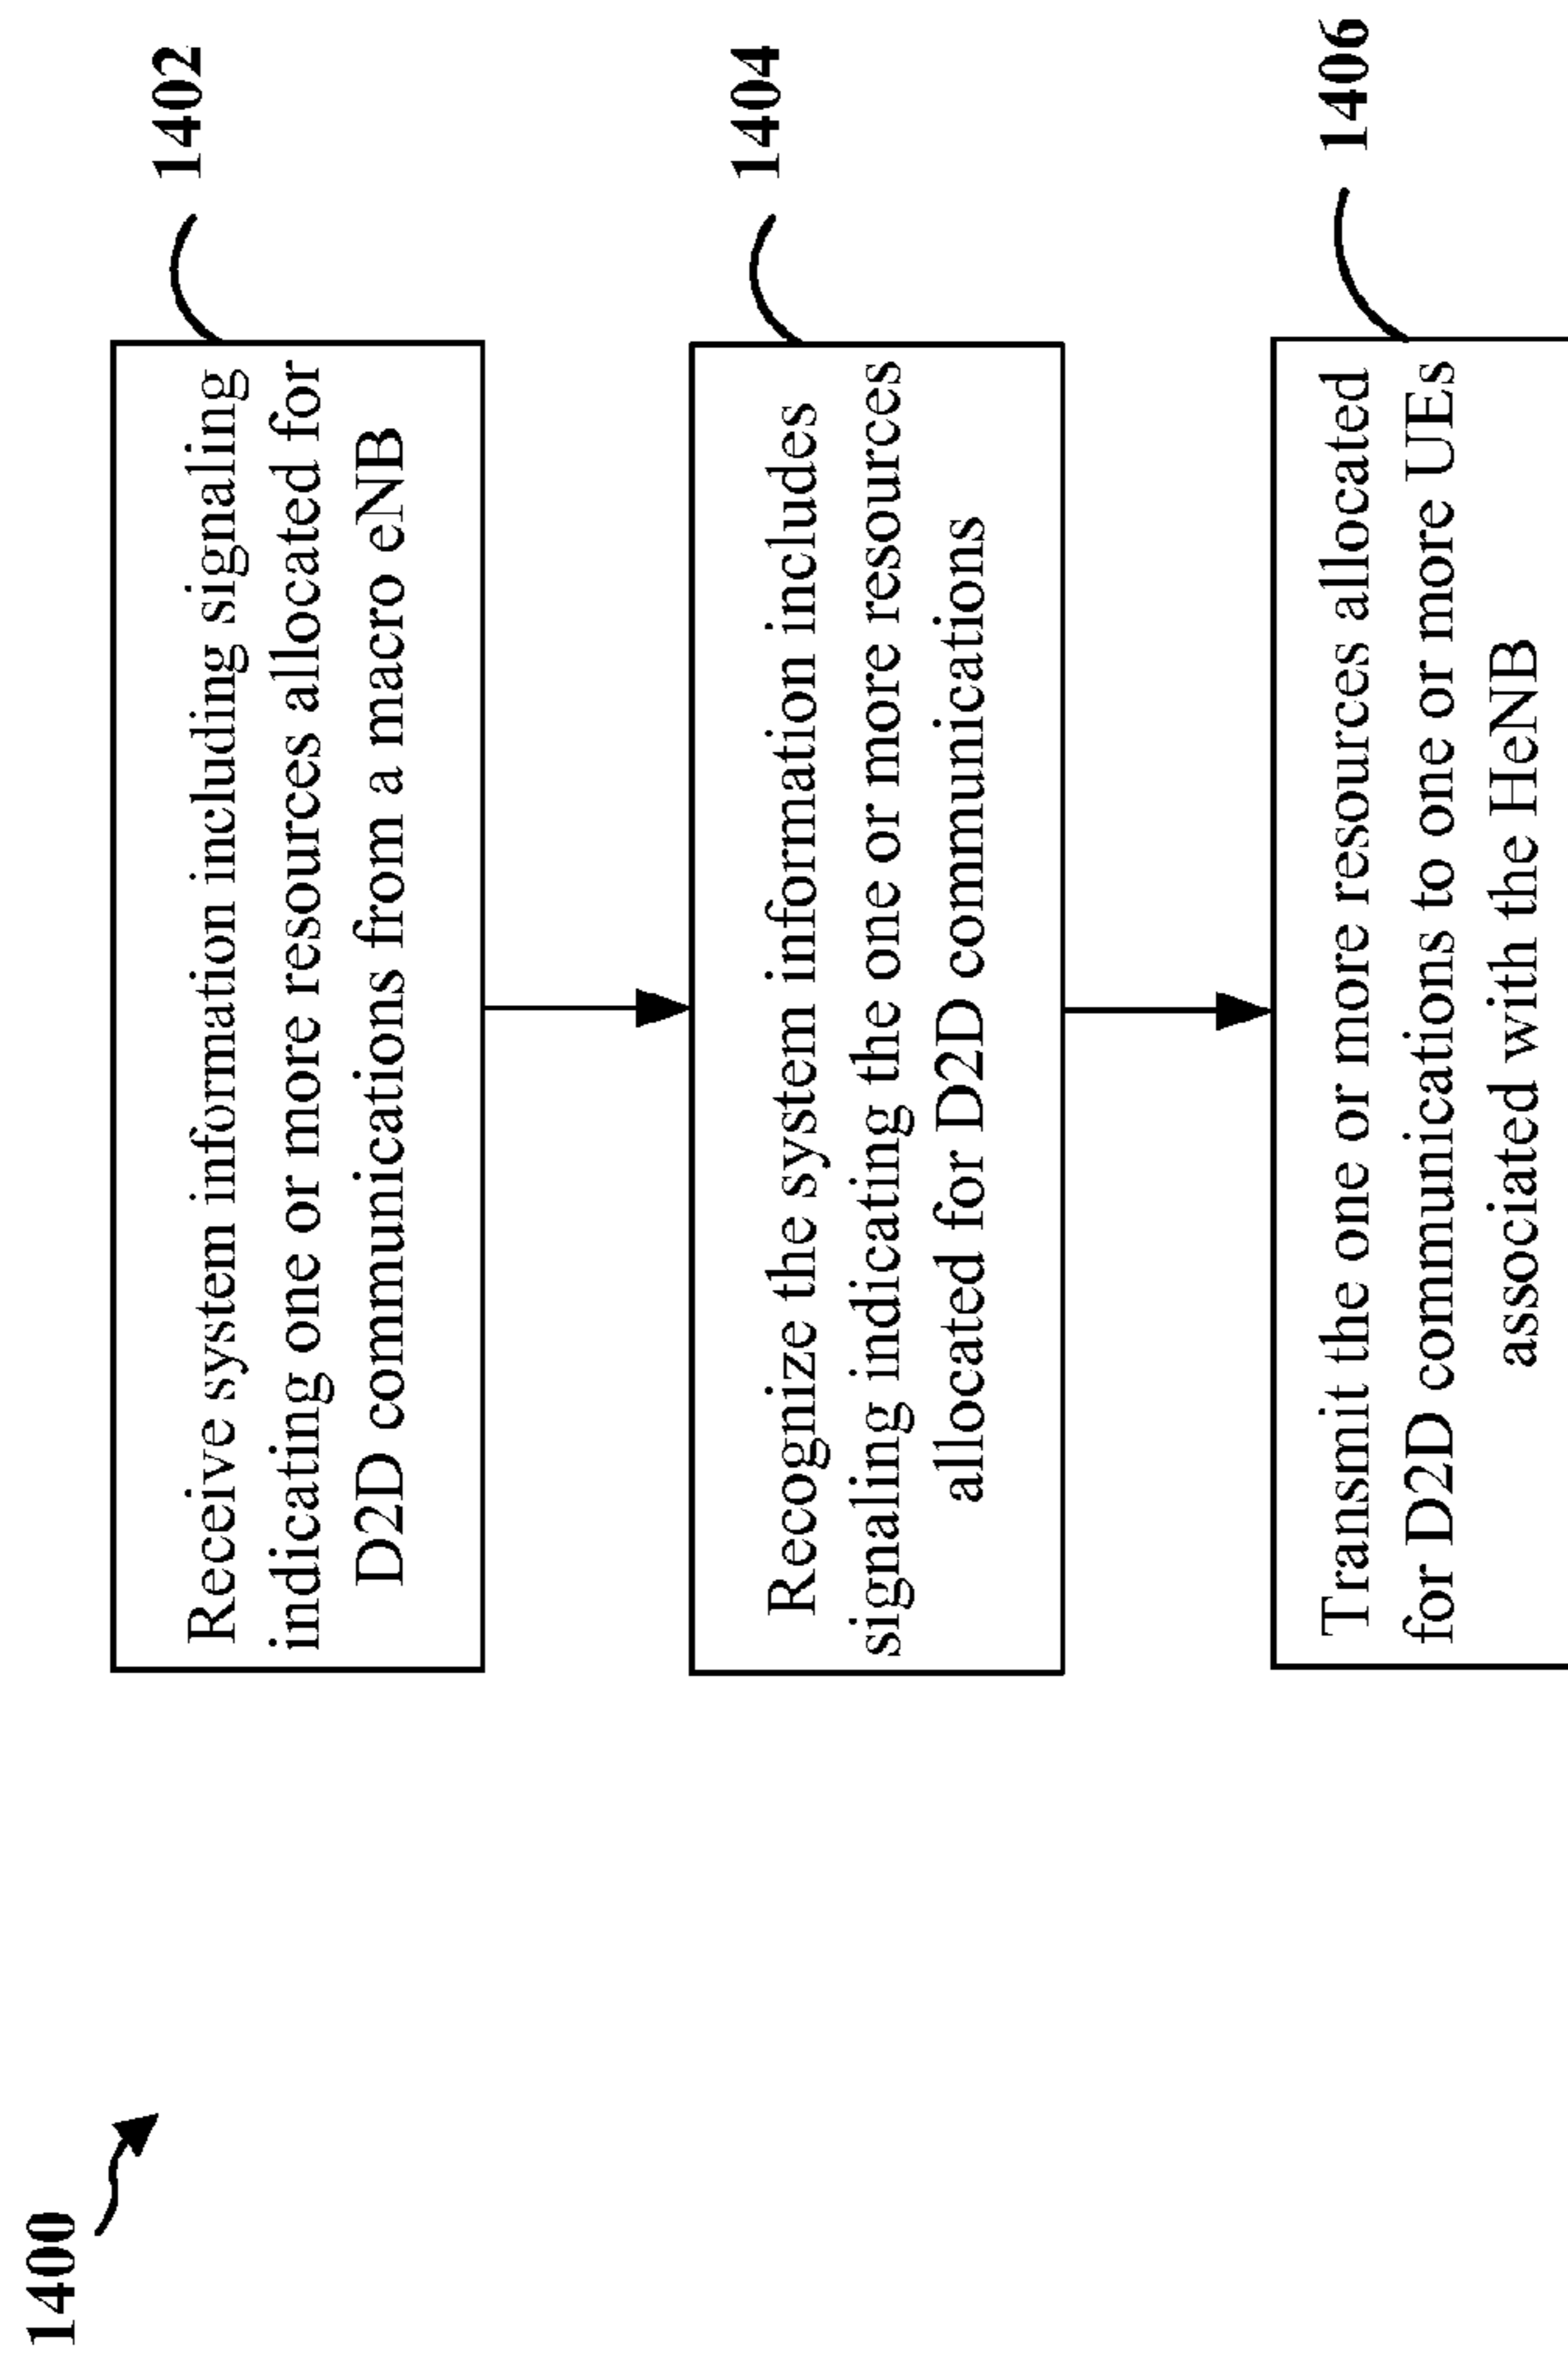 1400
Receive system information including signaling
indicating one or more resources allocated for
D2D communications from a macro eNB
1402
Recognize the system information includes
signaling indicating the one or more resources
allocated for D2D communications
1404
Transmit the one or more resources allocated
for D2D communications to one or more UEs
associated with the HeNB
1406